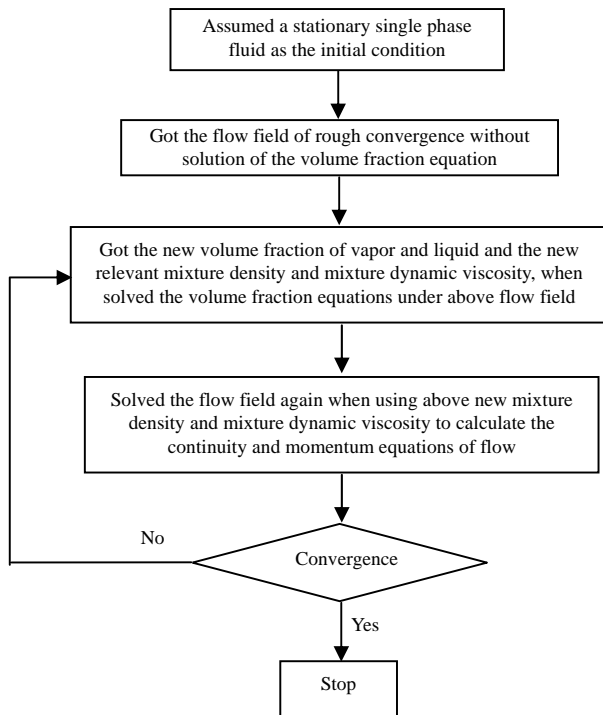 Assumed a stationary single phase
fluid as the initial condition
Got the flow field of rough convergence without
solution of the volume fraction equation
Got the new volume fraction of vapor and liquid and the new
relevant mixture density and mixture dynamic viscosity, when
solved the volume fraction equations under above flow field
Solved the flow field again when using above new mixture
density and mixture dynamic viscosity to calculate the
continuity and momentum equations of flow
No
Convergence
Yes
Stop